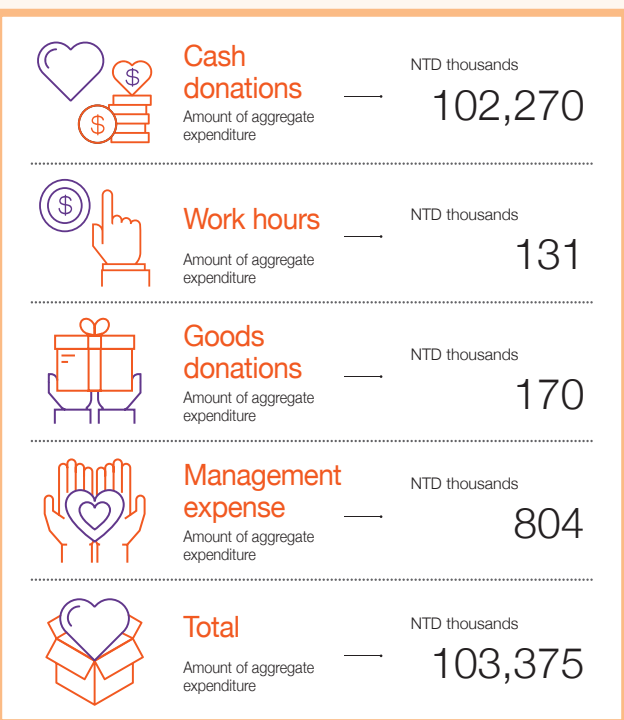 Cash
donations
Amount of aggregate
expenditure
NTD thousands
102,270
Work hours
Amount of aggregate
expenditure
NTD thousands
131
Goods
donations
Amount of aggregate
expenditure
NTD thousands
170
Management
expense
Amount of aggregate
expenditure
NTD thousands
804
Total
Amount of aggregate
expenditure
NTD thousands
103,375